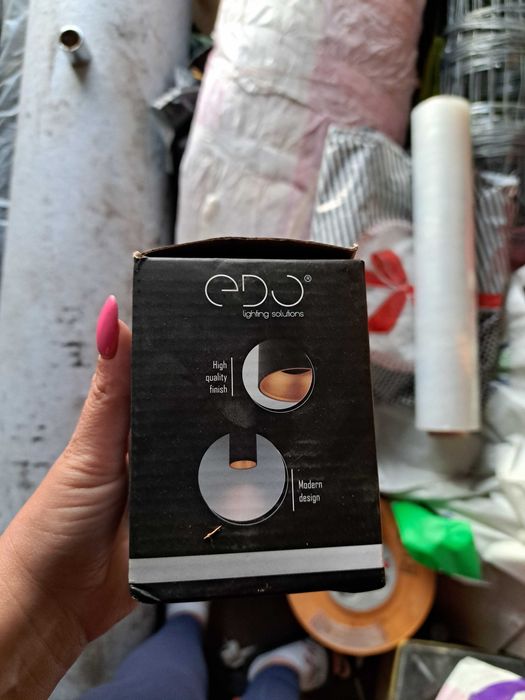 eDO®
lighting solutions
High
quality
finish
Modern
design